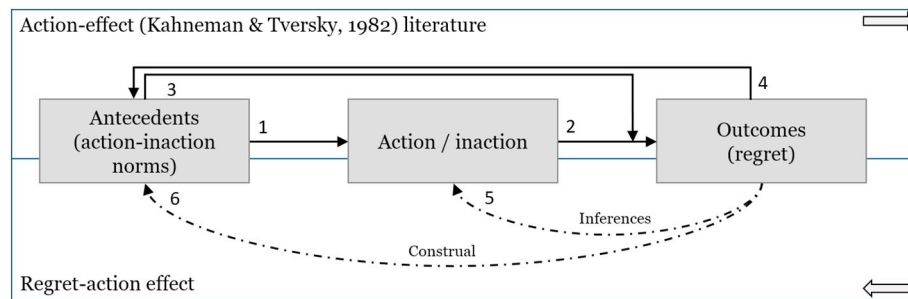 Action-effect (Kahneman & Tversky, 1982) literature
3
4
Antecedents
(action-inaction
norms)
1
Action / inaction
2
Outcomes
(regret)
6
5
Inferences
Construal
Regret-action effect